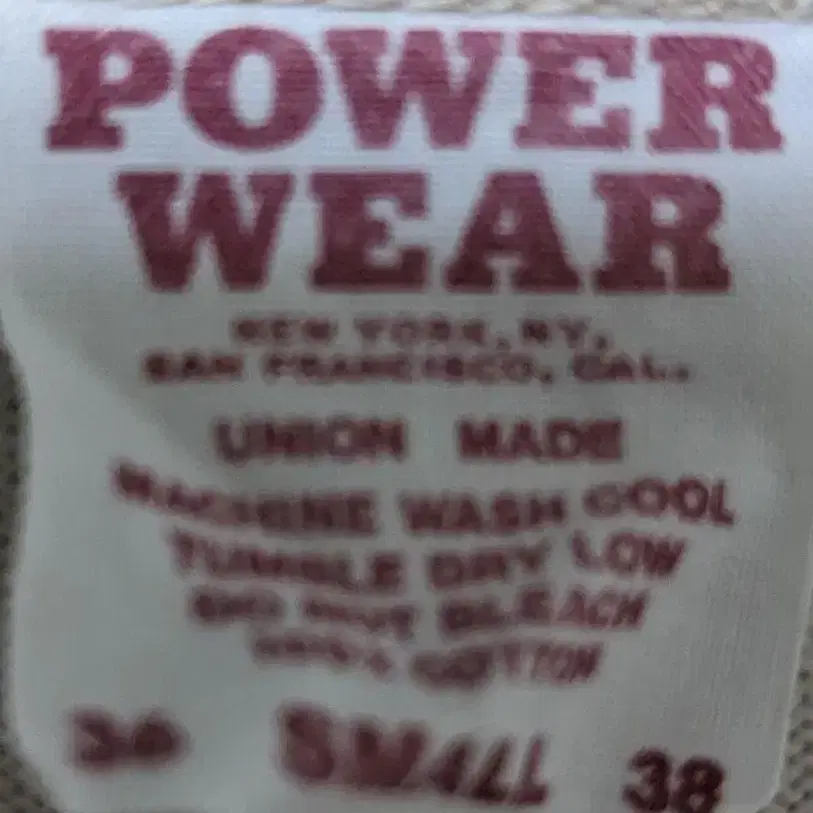 POWER
WEAR
NEW YORK, NY,
SAN FRANCISCO, CAL.
UNION MADE
MACHINE WASH COOL
TUMBLE DRY LOW
DO NOT BLEACH
100% COTTON
36 SMALL 38